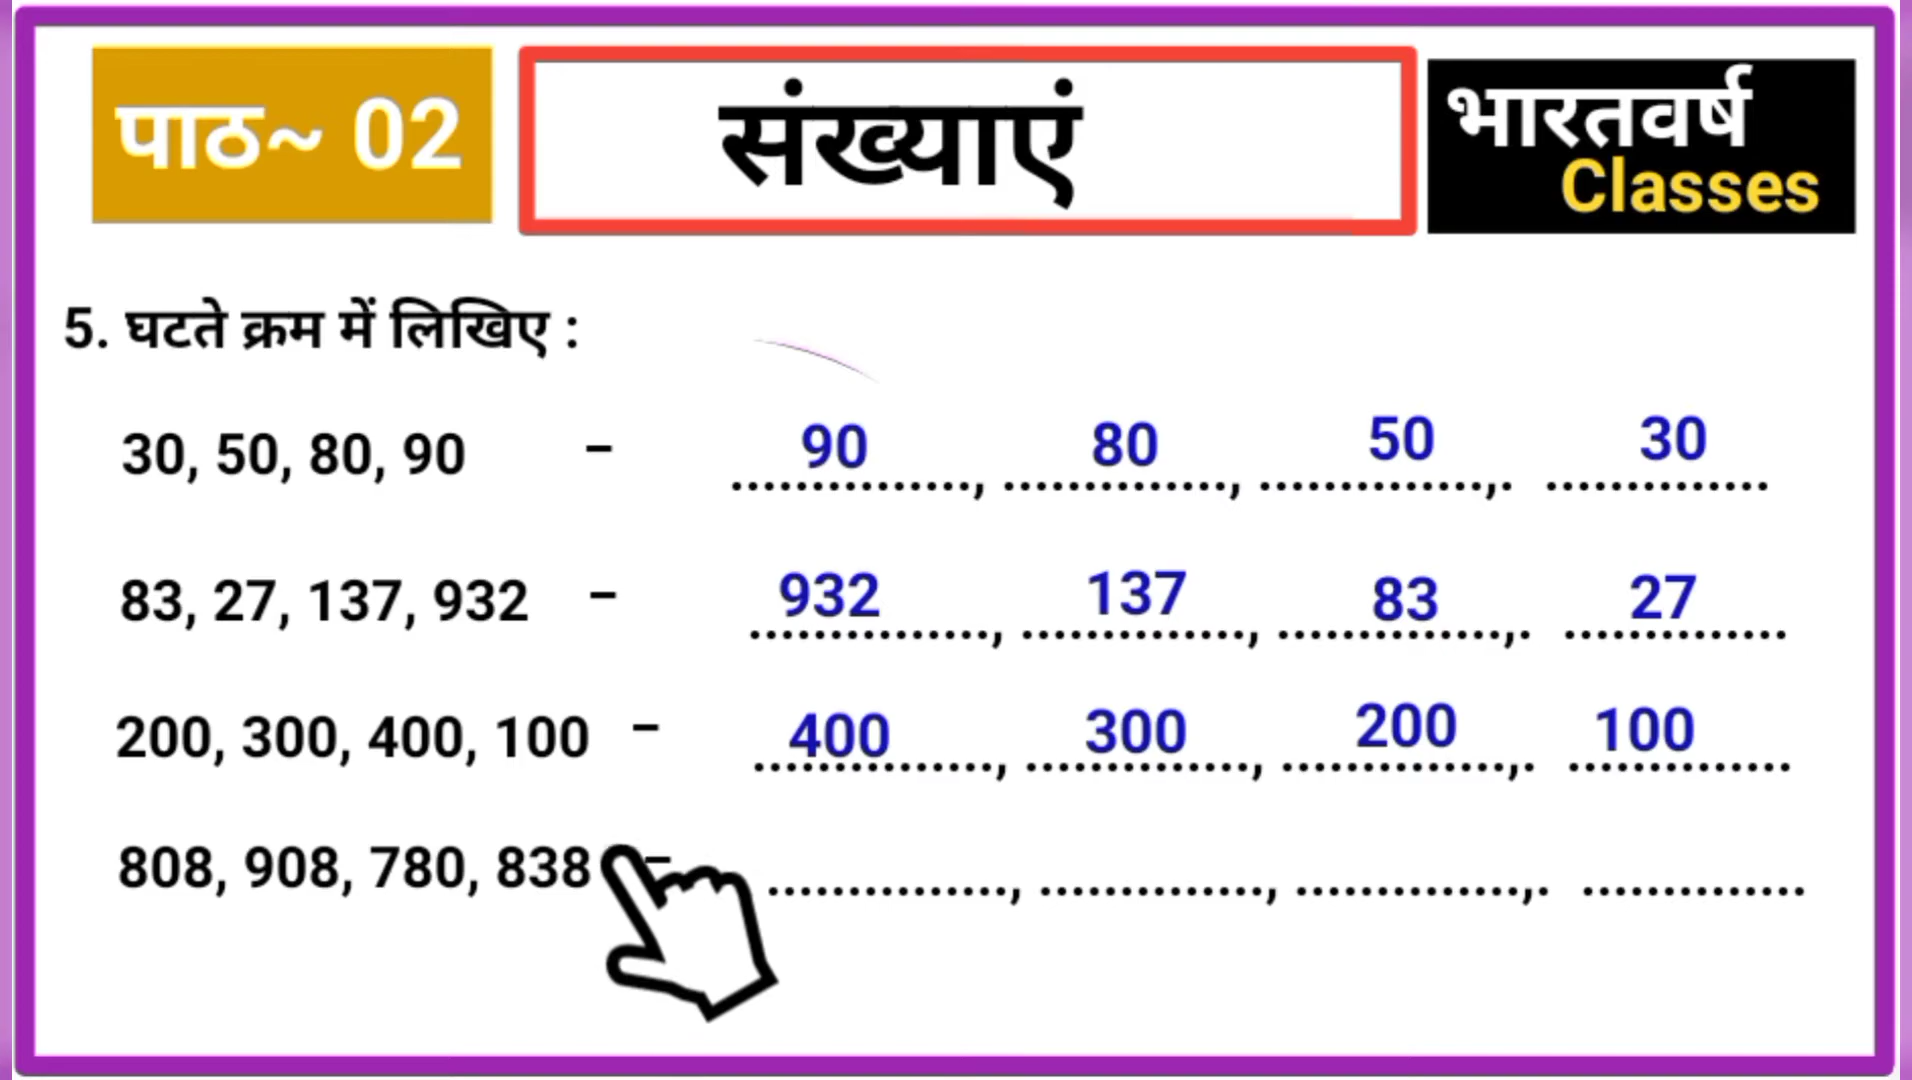 पाठ~ 02
संख्याएं
भारतवर्ष
Classes
5. घटते क्रम में लिखिए :
30, 50, 80, 90 – 90 80 50 30
..............., .............., ..............,. ..............
83, 27, 137, 932 – 932 137 83 27
..............., .............., ..............,. ..............
200, 300, 400, 100 – 400 300 200 100
..............., .............., ..............,. ..............
808, 908, 780, 838 – ..............., .............., ..............,. ..............